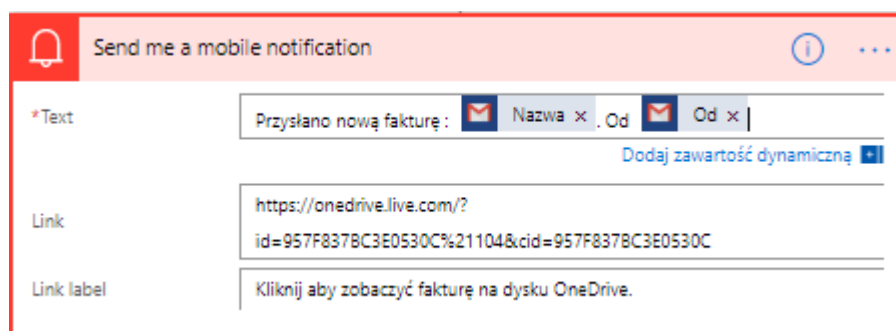 Send me a mobile notification
*Text
Przysłano nową fakturę : Nazwa × . Od Od ×
Dodaj zawartość dynamiczną
Link
https://onedrive.live.com/?
id=957F837BC3E0530C%21104&cid=957F837BC3E0530C
Link label
Kliknij aby zobaczyć fakturę na dysku OneDrive.